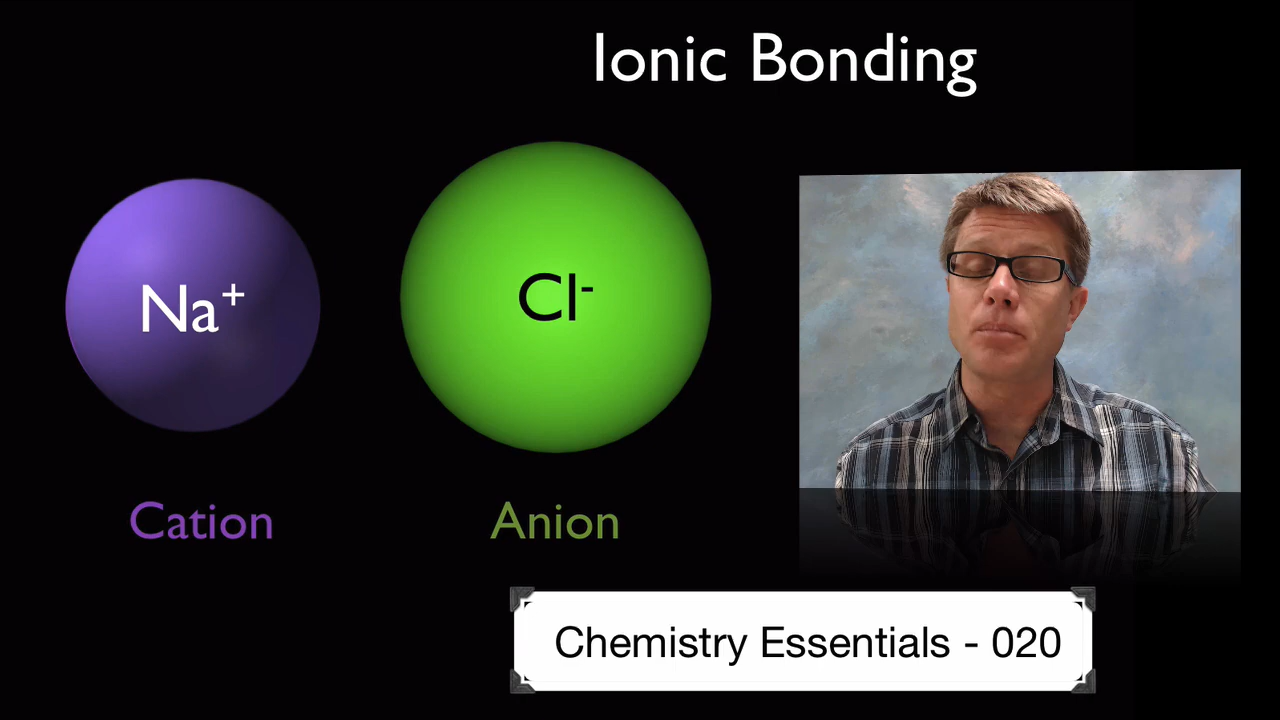 Ionic Bonding
Na⁺
Cl⁻
Cation
Anion
Chemistry Essentials - 020